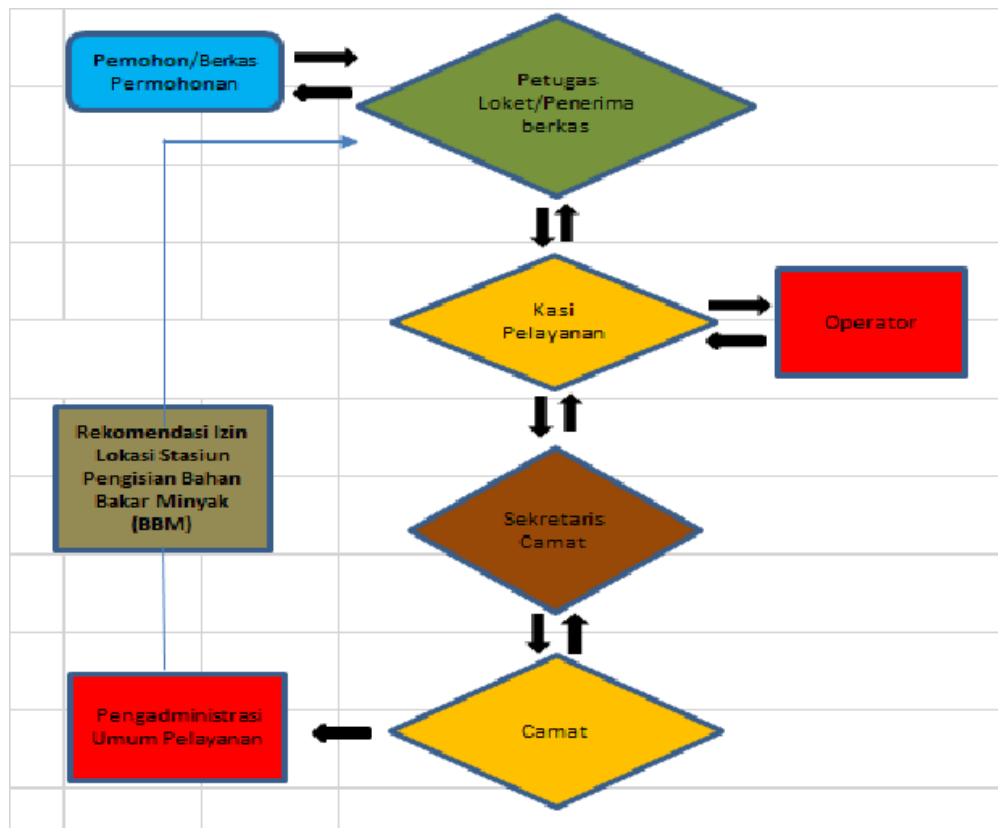 Pemohon/Berkas
Permohonan
Petugas
Loket/Penerima
berkas
Kasi
Pelayanan
Operator
Rekomendasi Izin
Lokasi Stasiun
Pengisian Bahan
Bakar Minyak
(BBM)
Sekretaris
Camat
Pengadministrasi
Umum Pelayanan
Camat